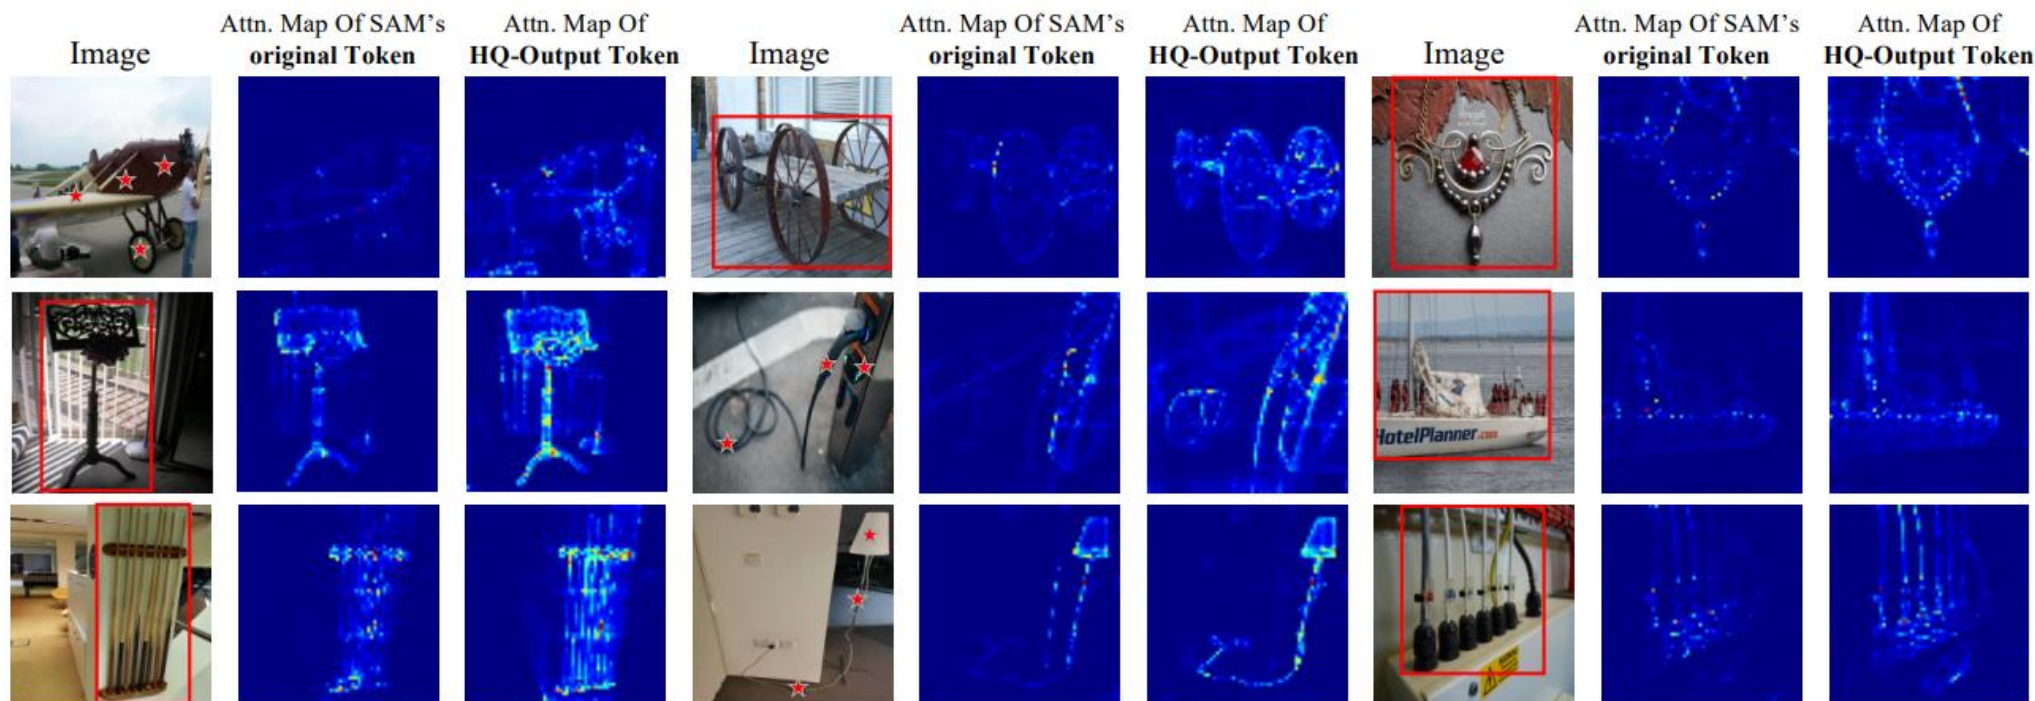 Image
Attn. Map Of SAM's
original Token
Attn. Map Of
HQ-Output Token
Image
Attn. Map Of SAM's
original Token
Attn. Map Of
HQ-Output Token
Image
Attn. Map Of SAM's
original Token
Attn. Map Of
HQ-Output Token
HotelPlanner.com